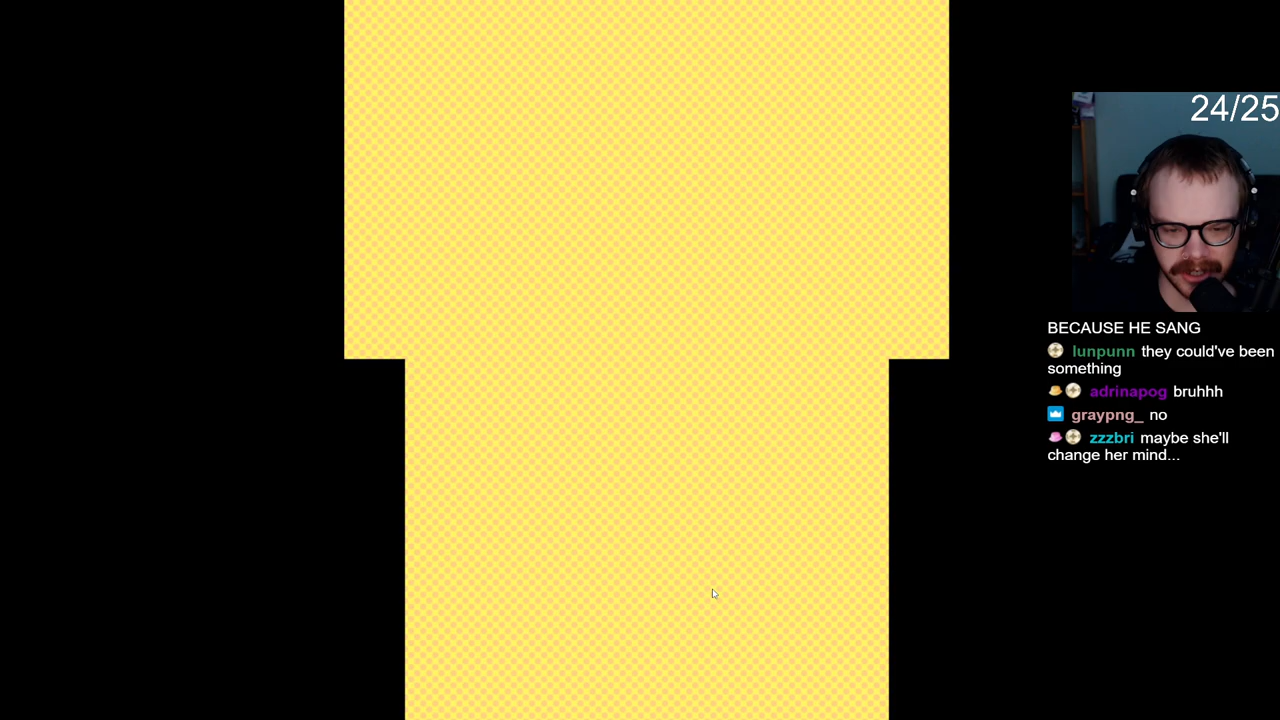 24/25
BECAUSE HE SANG
lunpunn they could've been
something
adrinapog bruhhh
graypng_ no
zzzbri maybe she'll
change her mind...